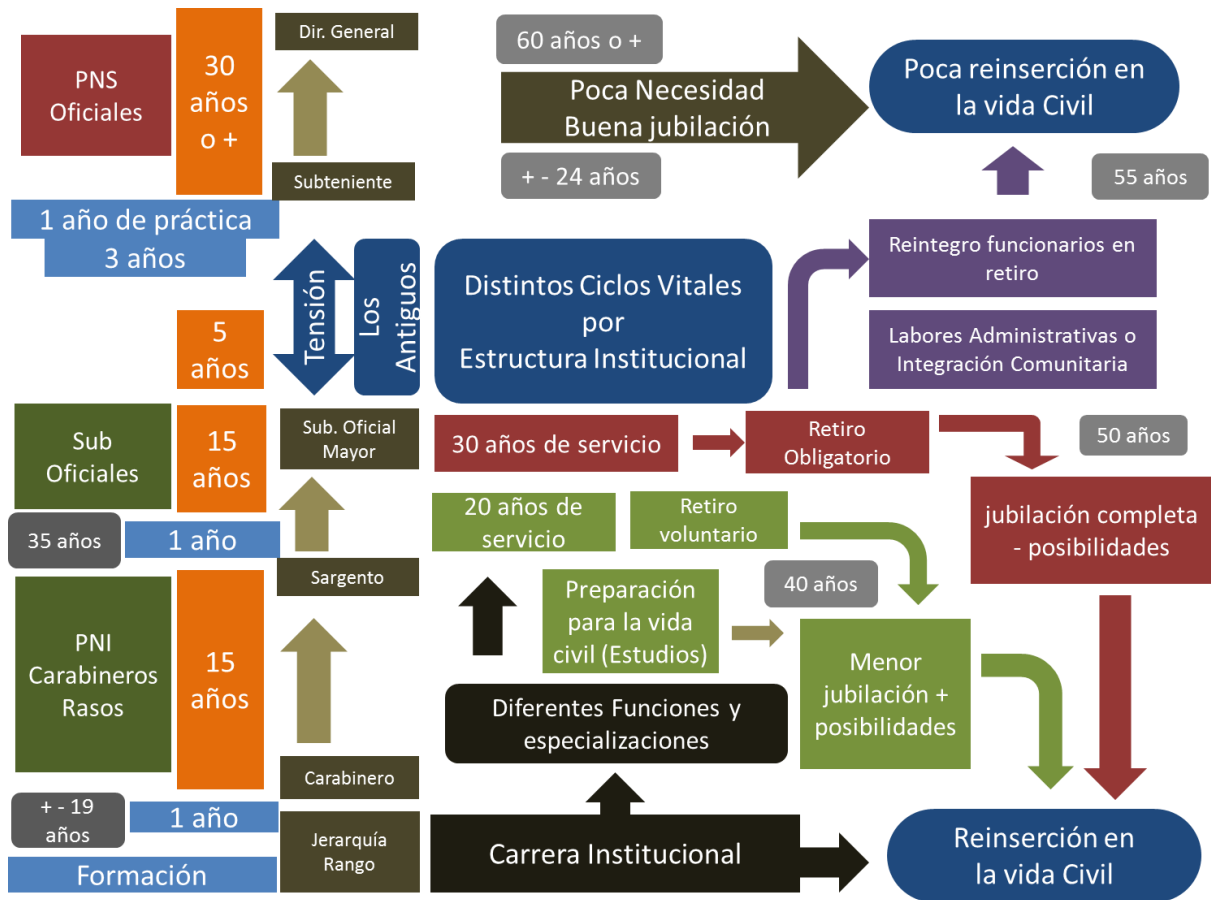 Dir. General
PNS
Oficiales
30
años
o +
Subteniente
1 año de práctica
3 años
60 años o +
Poca Necesidad
Buena jubilación
+ - 24 años
Poca reinserción en
la vida Civil
55 años
Tensión
Los
Antiguos
Distintos Ciclos Vitales
por
Estructura Institucional
Reintegro funcionarios en
retiro
Labores Administrativas o
Integración Comunitaria
5
años
Sub
Oficiales
15
años
Sub. Oficial
Mayor
30 años de servicio
Retiro
Obligatorio
50 años
jubilación completa
- posibilidades
35 años
1 año
Sargento
20 años de
servicio
Retiro
voluntario
40 años
Preparación
para la vida
civil (Estudios)
Menor
jubilación +
posibilidades
PNI
Carabineros
Rasos
15
años
Carabinero
Diferentes Funciones y
especializaciones
+ - 19
años
1 año
Formación
Jerarquía
Rango
Carrera Institucional
Reinserción en
la vida Civil